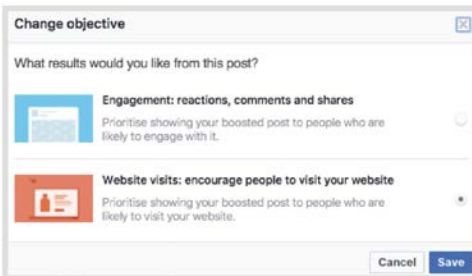 Change objective
What results would you like from this post?
Engagement: reactions, comments and shares
Prioritise showing your boosted post to people who are
likely to engage with it.
Website visits: encourage people to visit your website
Prioritise showing your boosted post to people who are
likely to visit your website.
Cancel Save